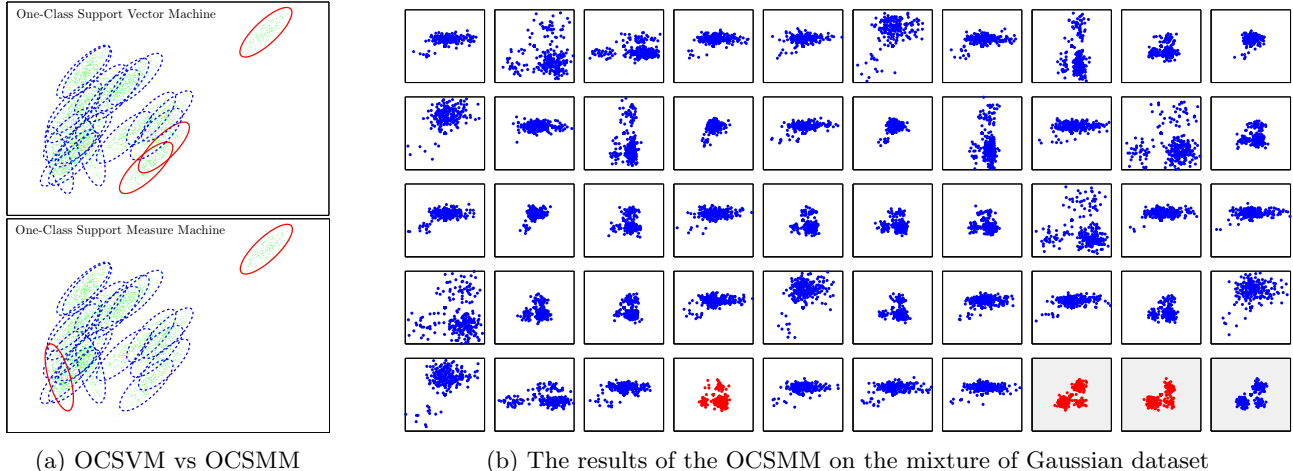 One-Class Support Vector Machine
One-Class Support Measure Machine
(a) OCSVM vs OCSMM
(b) The results of the OCSMM on the mixture of Gaussian dataset